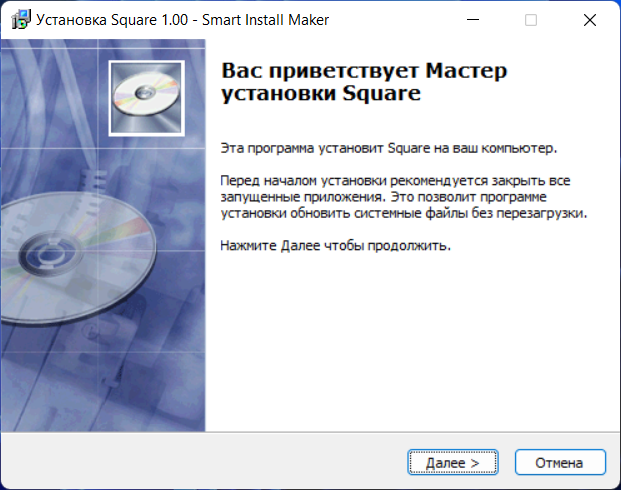 Установка Square 1.00 - Smart Install Maker
Вас приветствует Мастер
установки Square
Эта программа установит Square на ваш компьютер.
Перед началом установки рекомендуется закрыть все
запущенные приложения. Это позволит программе
установки обновить системные файлы без перезагрузки.
Нажмите Далее чтобы продолжить.
Далее >
Отмена